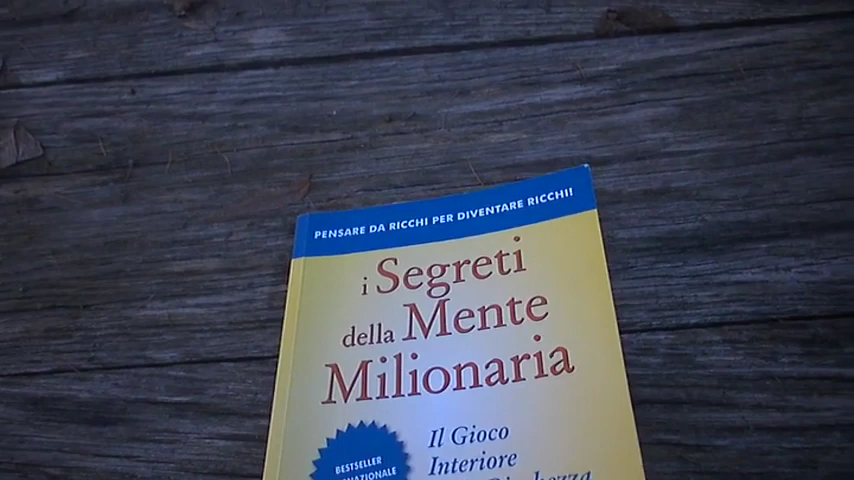 PENSARE DA RICCHI PER DIVENTARE RICCHI!
i Segreti
della Mente
Milionaria
Il Gioco
Interiore
BESTSELLER